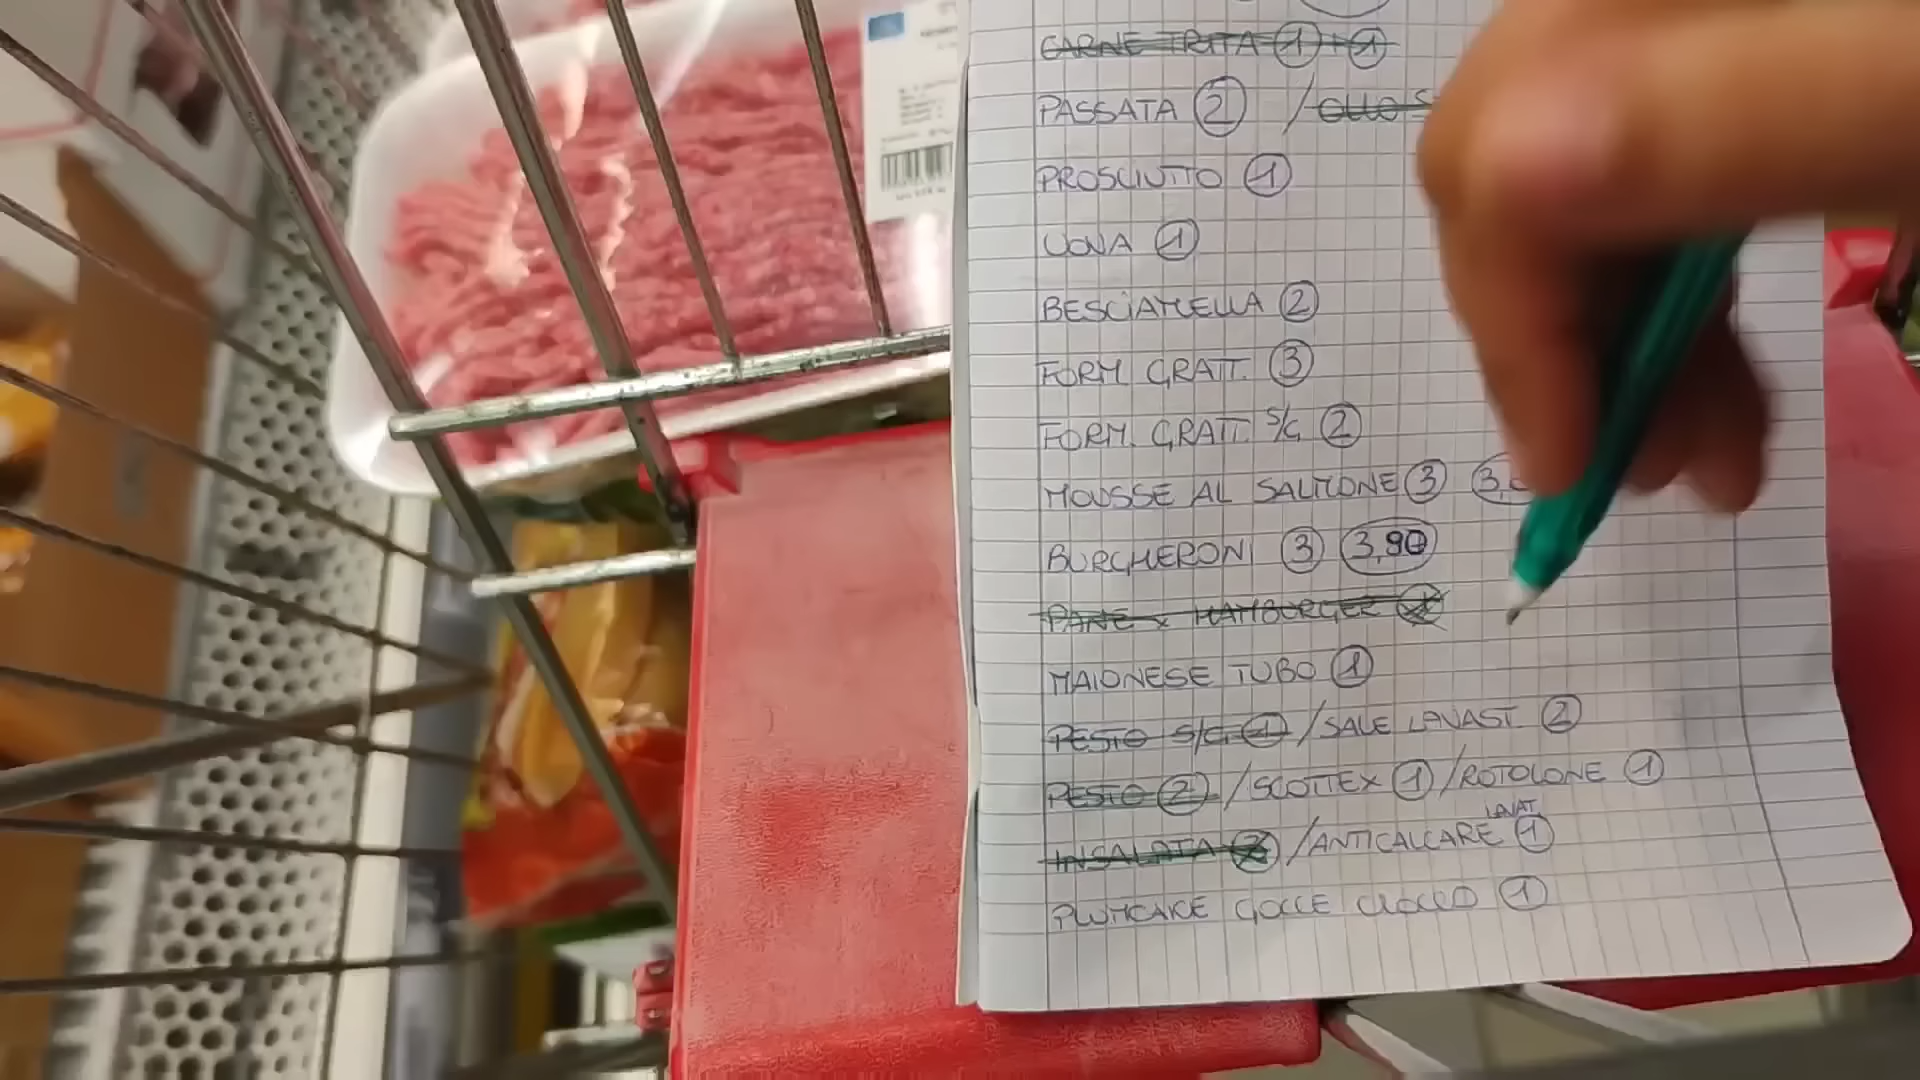 CARNE TRITA 1 + 1
PASSATA 2 / OLIO S
PROSCIUTTO 1
UOVA 1
BESCIAMELLA 2
FORM. GRATT. 3
FORM. GRATT. S/G 2
MOUSSE AL SALMONE 3 3,
BURGHERONI 3 3,90
PANE x HAMBURGER
MAIONESE TUBO 1
PESTO S/G 1 / SALE LAVAST. 2
PESTO 2 / SCOTTEX 1 / ROTOLONE 1
INSALATA 2 / ANTICALCARE LAVAT. 1
PLUMCAKE GOCCE CIOCCO 1